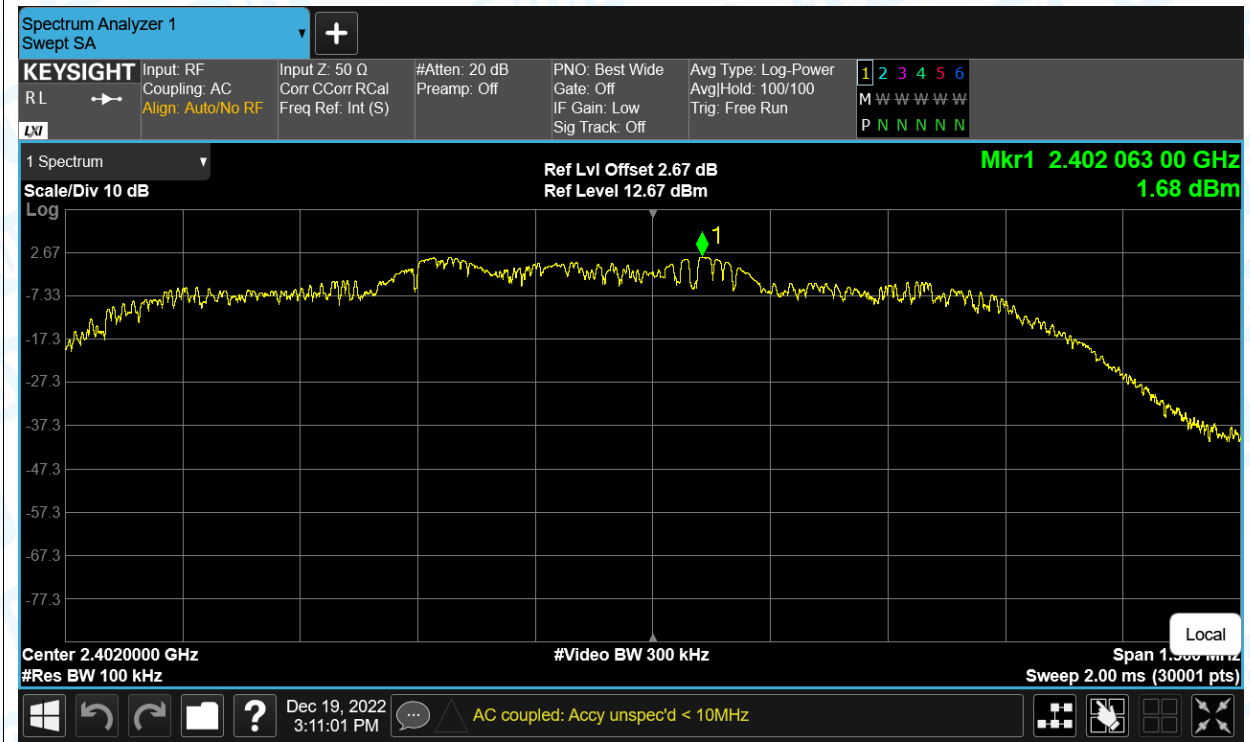 Spectrum Analyzer 1
Swept SA
+
KEYSIGHT
R L
LXI
Input: RF
Coupling: AC
Align: Auto/No RF
Input Z: 50 Ω
Corr CCorr RCal
Freq Ref: Int (S)
#Atten: 20 dB
Preamp: Off
PNO: Best Wide
Gate: Off
IF Gain: Low
Sig Track: Off
Avg Type: Log-Power
Avg|Hold: 100/100
Trig: Free Run
1 2 3 4 5 6
M W W W W W
P N N N N N N
1 Spectrum
Scale/Div 10 dB
Log
Ref Lvl Offset 2.67 dB
Ref Level 12.67 dBm
Mkr1 2.402 063 00 GHz
1.68 dBm
1
2.67
-7.33
-17.3
-27.3
-37.3
-47.3
-57.3
-67.3
-77.3
Local
Center 2.4020000 GHz
#Video BW 300 kHz
Span
#Res BW 100 kHz
Sweep 2.00 ms (30001 pts)
?
Dec 19, 2022
3:11:01 PM
AC coupled: Accy unspec'd < 10MHz